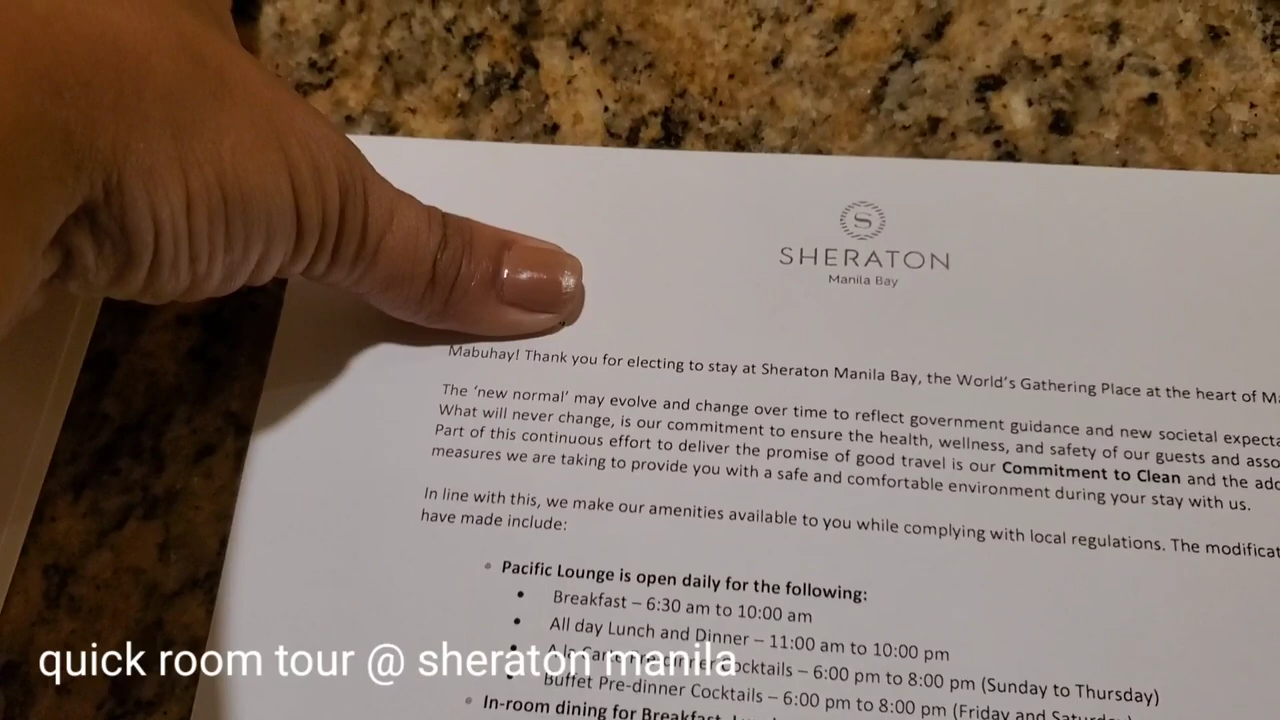 S
SHERATON
Manila Bay
Mabuhay! Thank you for electing to stay at Sheraton Manila Bay, the World's Gathering Place at the heart of
The 'new normal' may evolve and change over time to reflect government guidance and new societal
What will never change, is our commitment to ensure the health, wellness, and safety of our guests and
Part of this continuous effort to deliver the promise of good travel is our Commitment to Clean and the
measures we are taking to provide you with a safe and comfortable environment during your stay with us.
In line with this, we make our amenities available to you while complying with local regulations. The
have made include:
• Pacific Lounge is open daily for the following:
• Breakfast – 6:30 am to 10:00 am
• All day Lunch and Dinner – 11:00 am to 10:00 pm
• A la Carte Pre-dinner Cocktails – 6:00 pm to 8:00 pm (Sunday to Thursday)
• Buffet Pre-dinner Cocktails – 6:00 pm to 8:00 pm (Friday and Saturday)
• In-room dining for Breakfast,
quick room tour @ sheraton manila